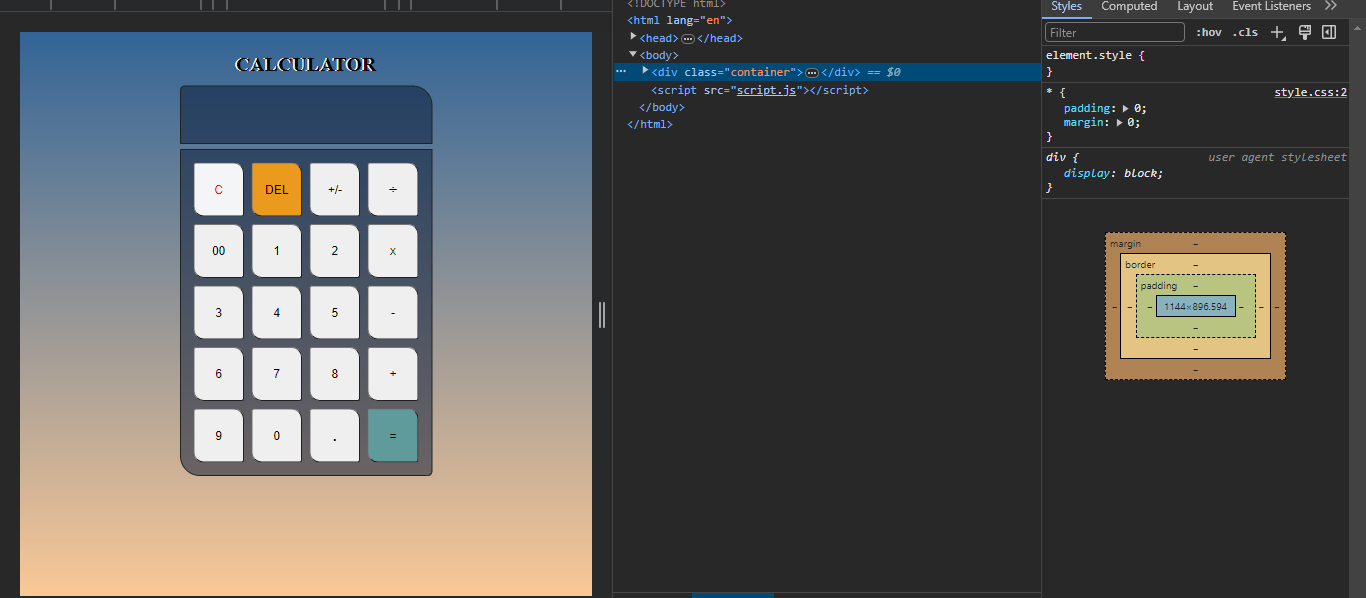 CALCULATOR
C DEL +/- ÷
00 1 2 x
3 4 5 -
6 7 8 +
9 0 . =
<!DOCTYPE html>
<html lang="en">
<head>…</head>
<body>
… <div class="container">…</div> == $0
<script src="script.js"></script>
</body>
</html>
Styles Computed Layout Event Listeners
Filter :hov .cls
element.style {
}
* { style.css:2
padding: 0;
margin: 0;
}
div { user agent stylesheet
display: block;
}
margin –
border –
padding –
– – – 1144×896.594 – – –
–
–
–